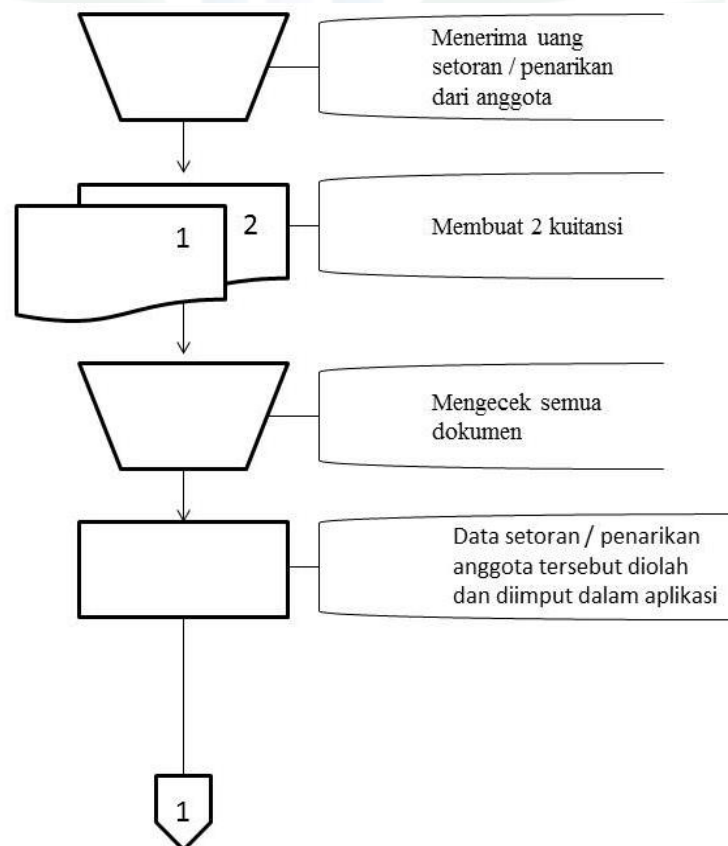 Menerima uang
setoran / penarikan
dari anggota
1
2
Membuat 2 kuitansi
Mengecek semua
dokumen
Data setoran / penarikan
anggota tersebut diolah
dan diimput dalam aplikasi
1